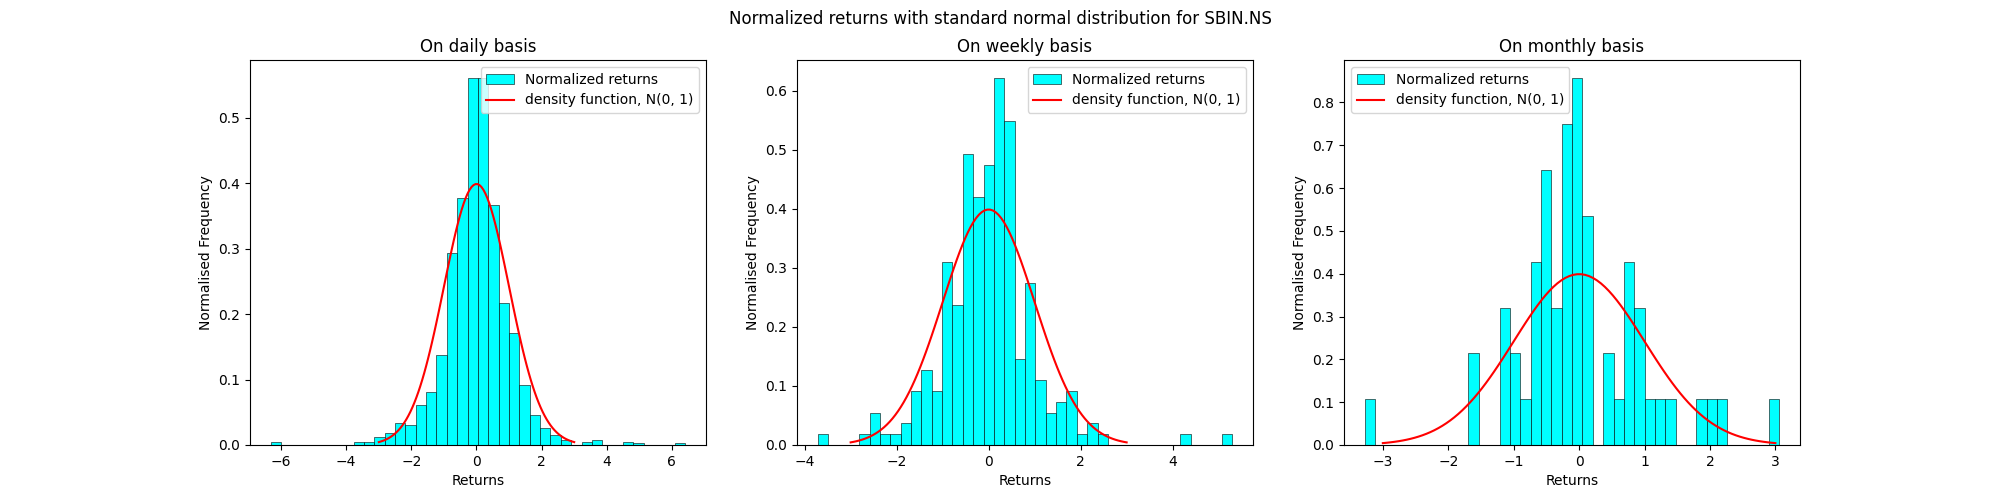 Normalized returns with standard normal distribution for SBIN.NS
On daily basis
Normalized returns
density function, N(0, 1)
Normalised Frequency
0.5
0.4
0.3
0.2
0.1
0.0
−6
−4
−2
0
2
4
6
Returns
On weekly basis
Normalized returns
density function, N(0, 1)
Normalised Frequency
0.6
0.5
0.4
0.3
0.2
0.1
0.0
−4
−2
0
2
4
Returns
On monthly basis
Normalized returns
density function, N(0, 1)
Normalised Frequency
0.8
0.7
0.6
0.5
0.4
0.3
0.2
0.1
0.0
−3
−2
−1
0
1
2
3
Returns